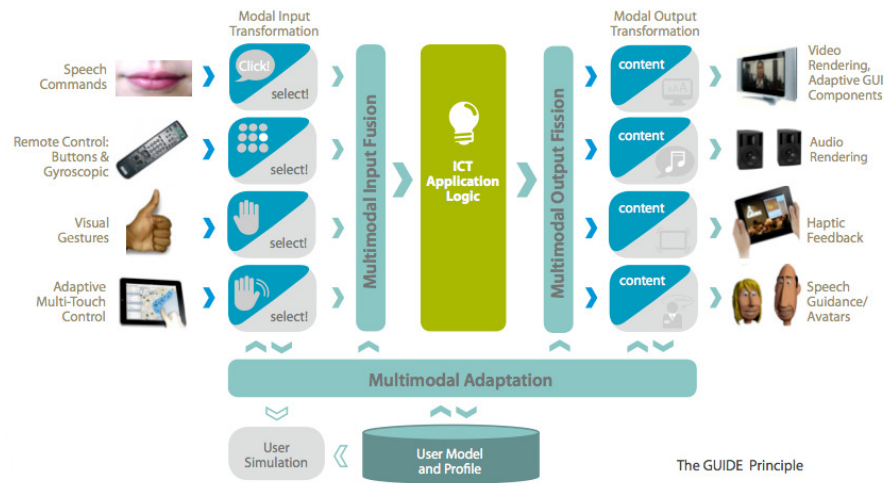 Modal Input
Transformation
Modal Output
Transformation
Speech
Commands
Click!
select!
content
AAA
Video
Rendering,
Adaptive GUI
Components
Remote Control:
Buttons &
Gyroscopic
select!
content
Audio
Rendering
Visual
Gestures
select!
content
Haptic
Feedback
Adaptive
Multi-Touch
Control
select!
content
Speech
Guidance/
Avatars
Multimodal Input Fusion
ICT
Application
Logic
Multimodal Output Fission
Multimodal Adaptation
User
Simulation
User Model
and Profile
The GUIDE Principle